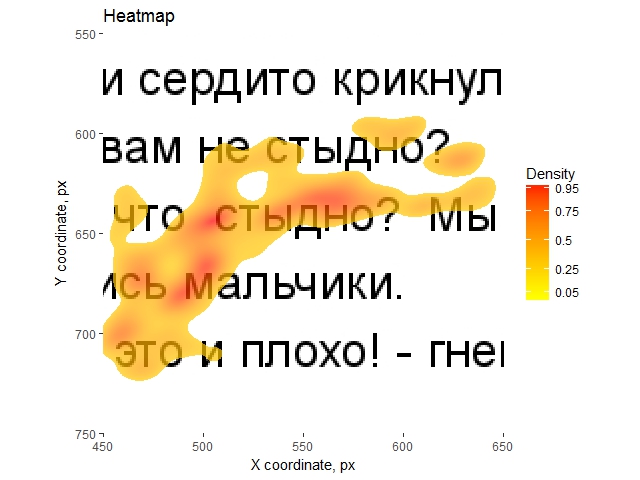 Heatmap
и сердито крикнул
вам не стыдно?
что стыдно? Мы
ись мальчики.
это и плохо! - гне
550
600
650
700
750
450
500
550
600
650
X coordinate, px
Y coordinate, px
Density
0.95
0.75
0.5
0.25
0.05